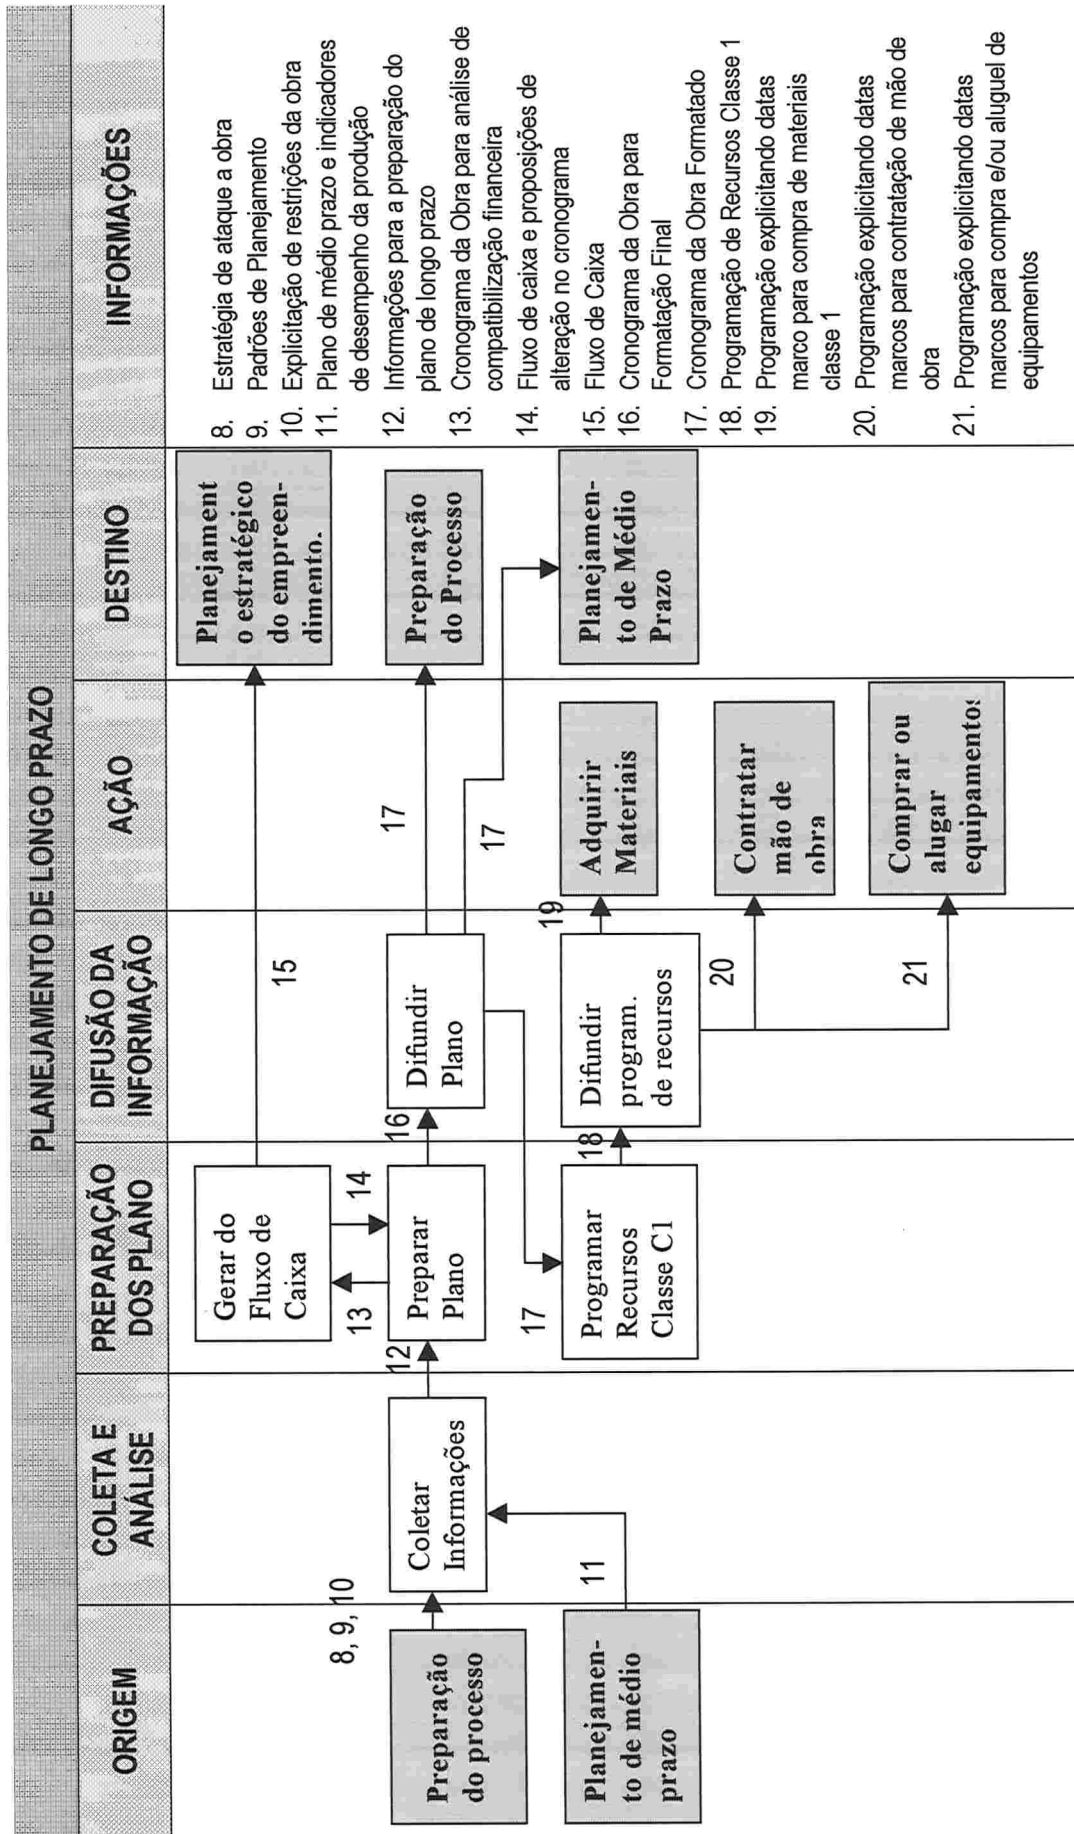 PLANEJAMENTO DE LONGO PRAZO
ORIGEM
COLETA E
ANÁLISE
PREPARAÇÃO
DOS PLANO
DIFUSÃO DA
INFORMAÇÃO
AÇÃO
DESTINO
INFORMAÇÕES
Preparação
do processo
8, 9, 10
Planejamen-
to de médio
prazo
11
Coletar
Informações
12
Gerar do
Fluxo de
Caixa
13
14
Preparar
Plano
16
17
Programar
Recursos
Classe C1
18
15
Difundir
Plano
17
17
Difundir
program.
de recursos
19
20
21
Adquirir
Materiais
Contratar
mão de
obra
Comprar ou
alugar
equipamentos
Planejament
o estratégico
do empreen-
dimento.
Preparação
do Processo
Planejamen-
to de Médio
Prazo
8. Estratégia de ataque a obra
9. Padrões de Planejamento
10. Explicitação de restrições da obra
11. Plano de médio prazo e indicadores
de desempenho da produção
12. Informações para a preparação do
plano de longo prazo
13. Cronograma da Obra para análise de
compatibilização financeira
14. Fluxo de caixa e proposições de
alteração no cronograma
15. Fluxo de Caixa
16. Cronograma da Obra para
Formatação Final
17. Cronograma da Obra Formatado
18. Programação de Recursos Classe 1
19. Programação explicitando datas
marco para compra de materiais
classe 1
20. Programação explicitando datas
marcos para contratação de mão de
obra
21. Programação explicitando datas
marcos para compra e/ou aluguel de
equipamentos